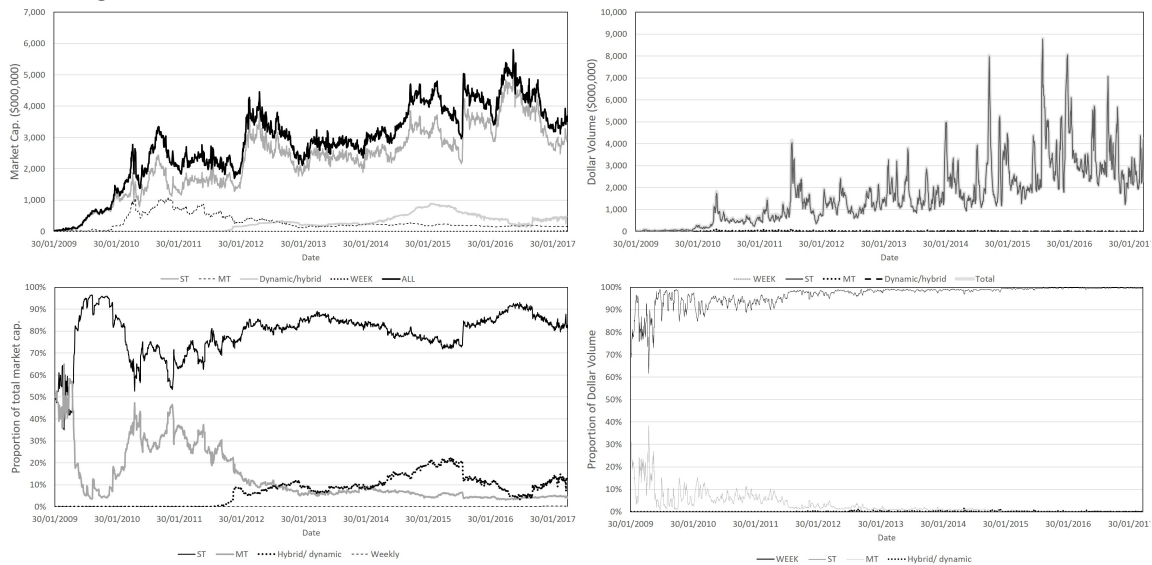 7,000
6,000
5,000
4,000
3,000
2,000
1,000
0
Market Cap. ($000,000)
30/01/2009 30/01/2010 30/01/2011 30/01/2012 30/01/2013 30/01/2014 30/01/2015 30/01/2016 30/01/2017
Date
ST MT Dynamic/hybrid WEEK ALL
10,000
9,000
8,000
7,000
6,000
5,000
4,000
3,000
2,000
1,000
0
Dollar Volume ($000,000)
30/01/2009 30/01/2010 30/01/2011 30/01/2012 30/01/2013 30/01/2014 30/01/2015 30/01/2016 30/01/2017
Date
WEEK ST MT Dynamic/hybrid Total
100%
90%
80%
70%
60%
50%
40%
30%
20%
10%
0%
Proportion of total market cap.
30/01/2009 30/01/2010 30/01/2011 30/01/2012 30/01/2013 30/01/2014 30/01/2015 30/01/2016 30/01/2017
Date
ST MT Hybrid/ dynamic Weekly
100%
90%
80%
70%
60%
50%
40%
30%
20%
10%
0%
Proportion of Dollar Volume
30/01/2009 30/01/2010 30/01/2011 30/01/2012 30/01/2013 30/01/2014 30/01/2015 30/01/2016 30/01/2017
Date
WEEK ST MT Hybrid/ dynamic